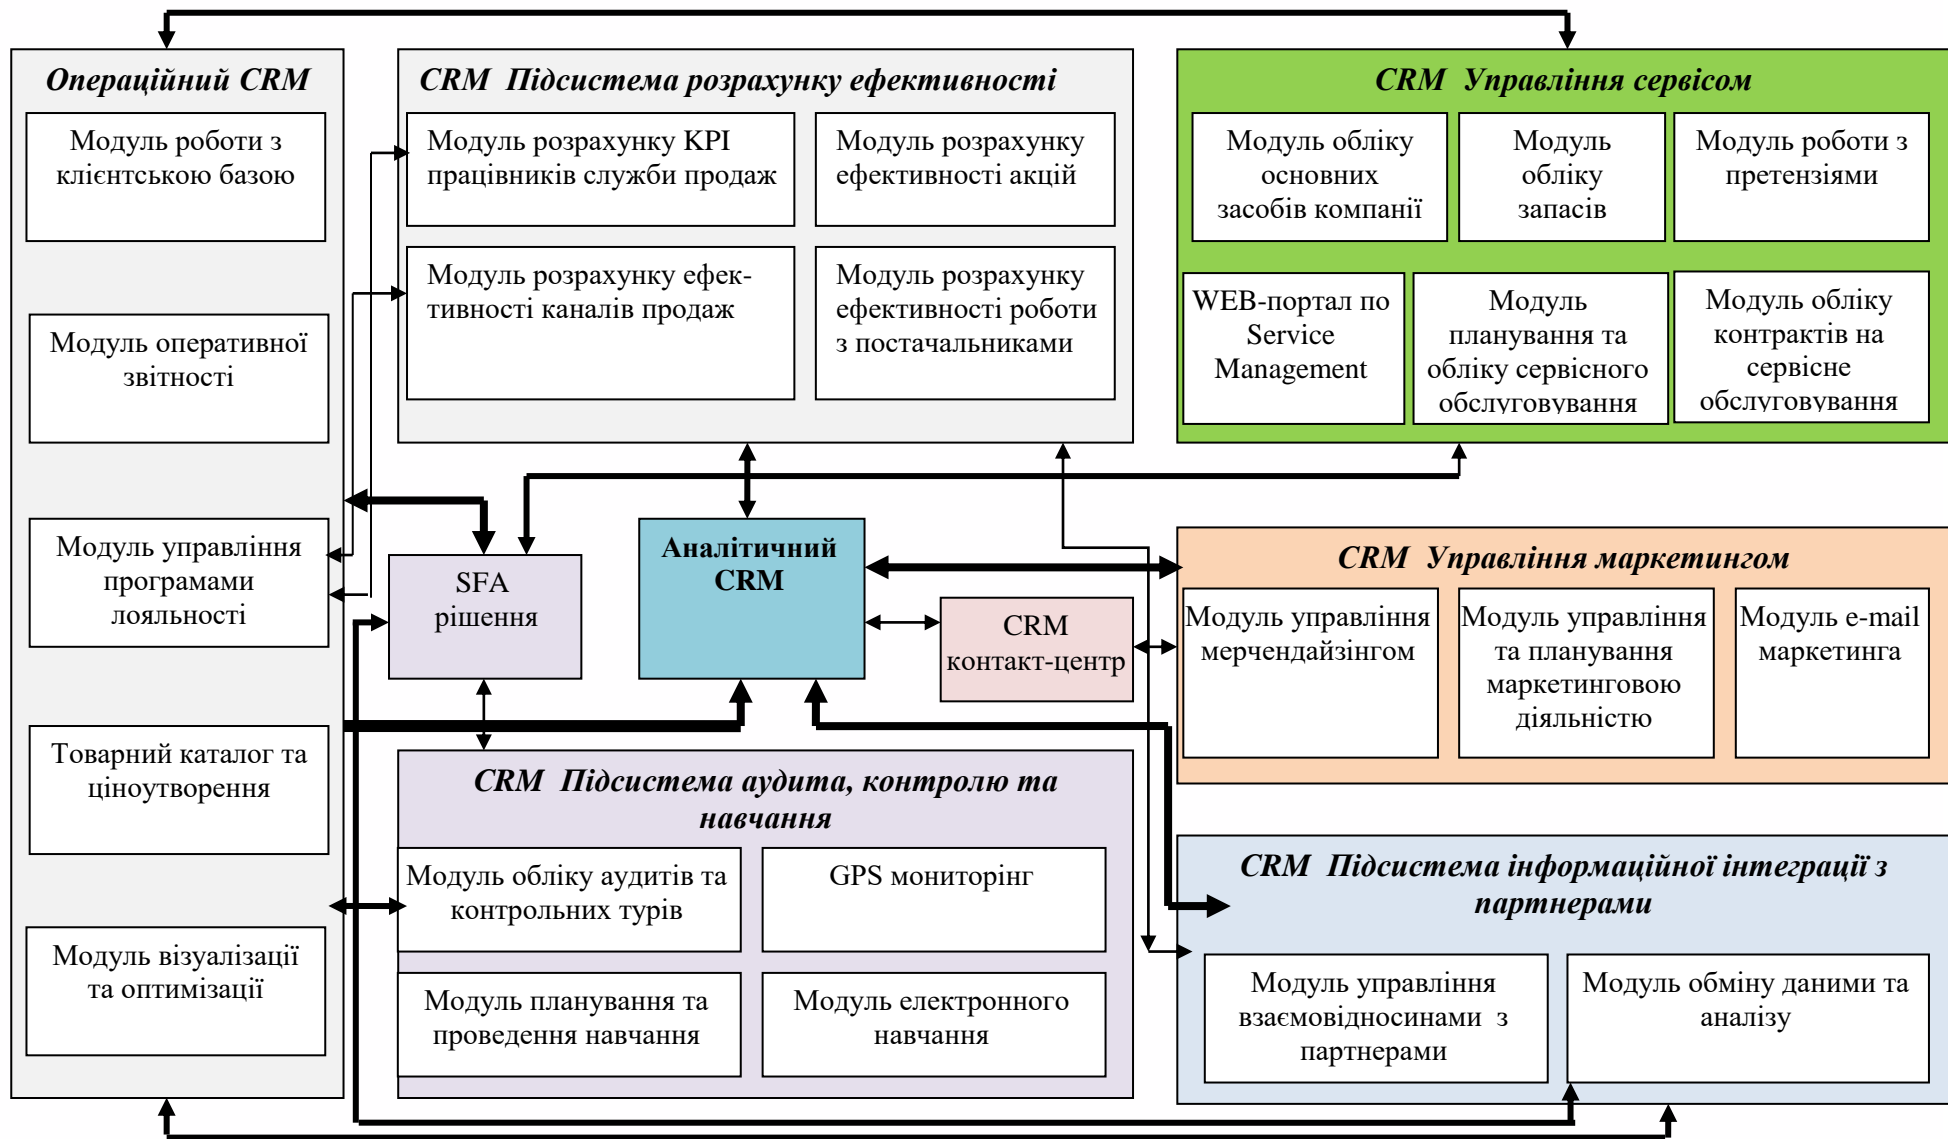 Операційний CRM
Модуль роботи з
клієнтською базою
Модуль оперативної
звітності
Модуль управління
програмами
лояльності
Товарний каталог та
ціноутворення
Модуль візуалізації
та оптимізації
CRM Підсистема розрахунку ефективності
Модуль розрахунку KPI
працівників служби продаж
Модуль розрахунку
ефективності акцій
Модуль розрахунку ефек-
тивності каналів продаж
Модуль розрахунку
ефективності роботи
з постачальниками
CRM Управління сервісом
Модуль обліку
основних
засобів компанії
Модуль
обліку
запасів
Модуль роботи з
претензіями
WEB-портал по
Service
Management
Модуль
планування та
обліку сервісного
обслуговування
Модуль обліку
контрактів на
сервісне
обслуговування
SFA
рішення
Аналітичний
CRM
CRM
контакт-центр
CRM Управління маркетингом
Модуль управління
мерчендайзінгом
Модуль управління
та планування
маркетинговою
діяльністю
Модуль e-mail
маркетинга
CRM Підсистема аудита, контролю та
навчання
Модуль обліку аудитів та
контрольних турів
GPS мониторінг
Модуль планування та
проведення навчання
Модуль електронного
навчання
CRM Підсистема інформаційної інтеграції з
партнерами
Модуль управління
взаємовідносинами з
партнерами
Модуль обміну даними та
аналізу